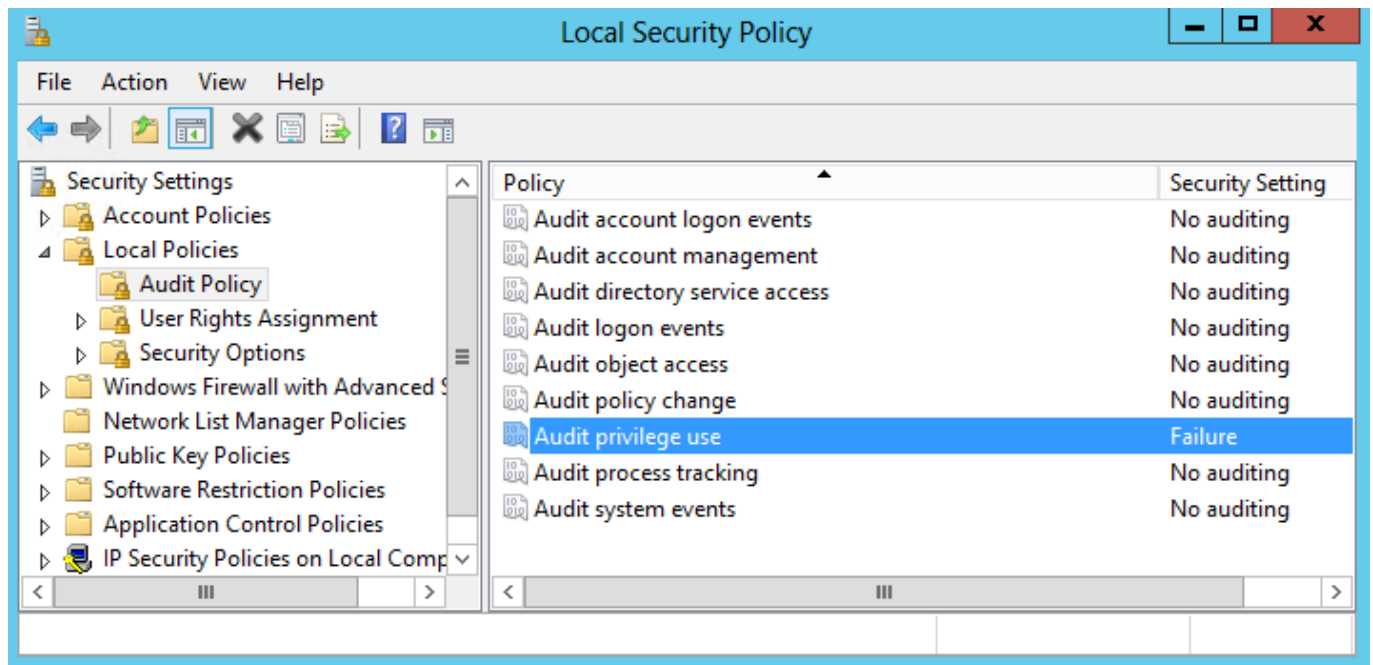 Local Security Policy
File Action View Help
Security Settings
Account Policies
Local Policies
Audit Policy
User Rights Assignment
Security Options
Windows Firewall with Advanced S
Network List Manager Policies
Public Key Policies
Software Restriction Policies
Application Control Policies
IP Security Policies on Local Comp
Policy Security Setting
Audit account logon events No auditing
Audit account management No auditing
Audit directory service access No auditing
Audit logon events No auditing
Audit object access No auditing
Audit policy change No auditing
Audit privilege use Failure
Audit process tracking No auditing
Audit system events No auditing